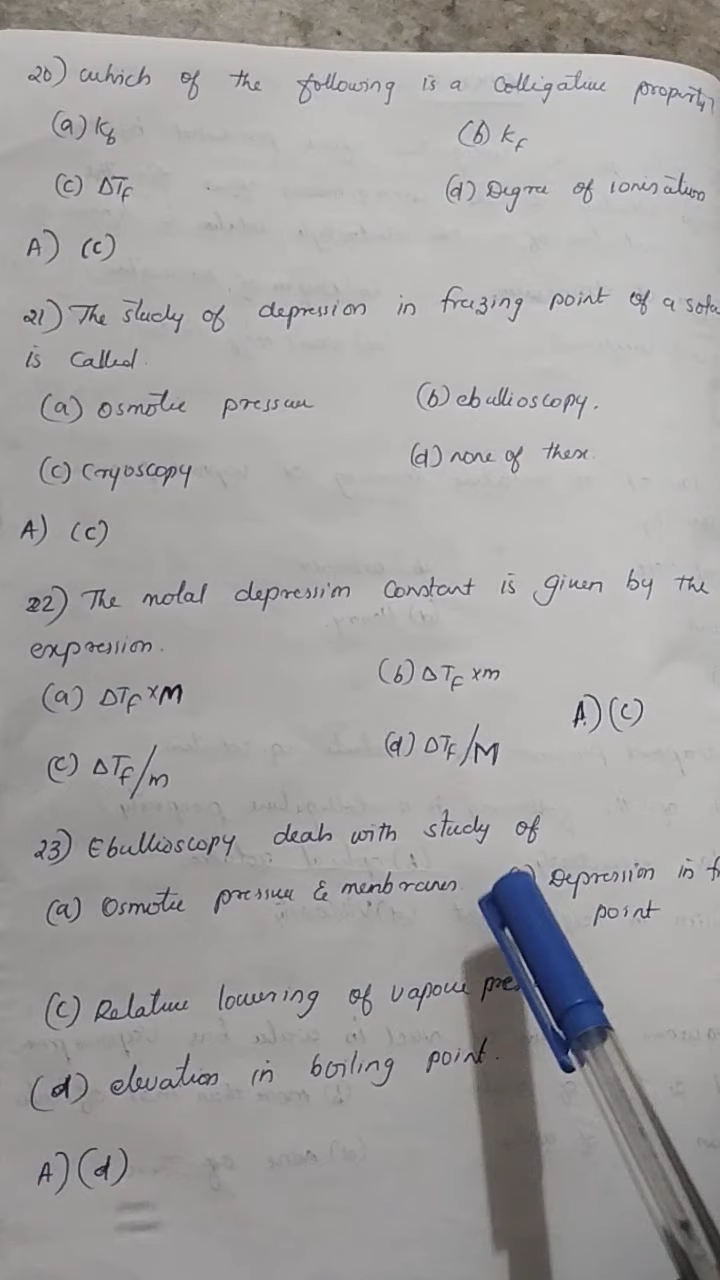 20) which of the following is a colligative property
(a) Kb (b) Kf
(c) ΔTf (d) Degree of ionisation
A) (c)
21) The study of depression in freezing point of a
is called.
(a) osmotic pressure (b) ebullioscopy.
(c) cryoscopy (d) none of these.
A) (c)
22) The molal depression constant is given by the
expression.
(a) ΔTf × M (b) ΔTf × m
(c) ΔTf/m (d) ΔTf/M A) (c)
23) Ebullioscopy deals with study of
(a) Osmotic pressure & membranes. Depression in
point
(c) Relative lowering of vapour
(d) elevation in boiling point.
A) (d)